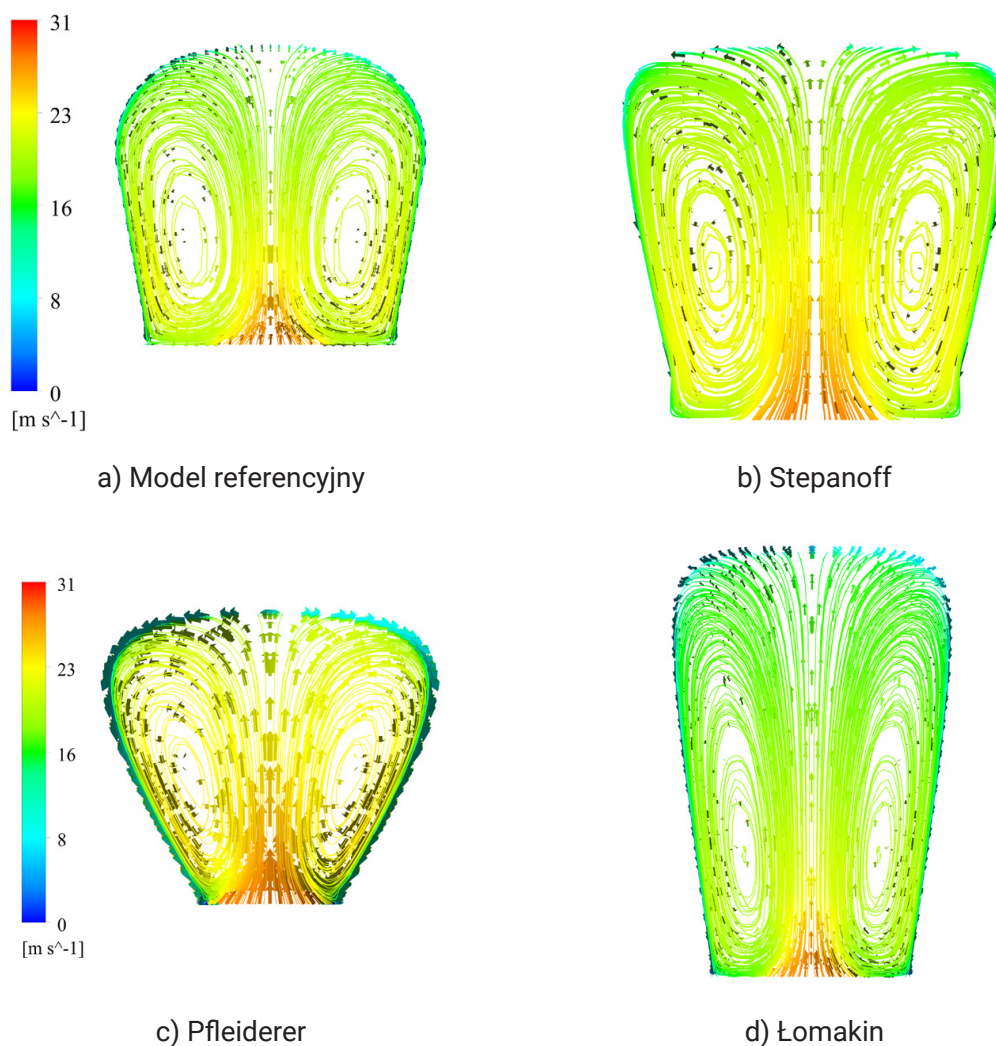 31
23
16
8
0
[m s^-1]
a) Model referencyjny
b) Stepanoff
31
23
16
8
0
[m s^-1]
c) Pfleiderer
d) Łomakin